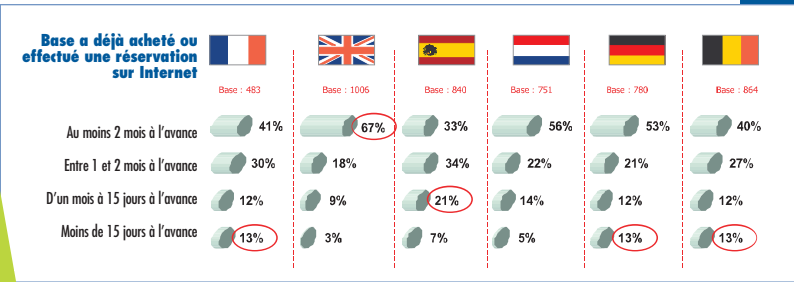 Base a déjà acheté ou
effectué une réservation
sur Internet
Base : 483 Base : 1006 Base : 840 Base : 751 Base : 780 Base : 864
Au moins 2 mois à l'avance 41% 67% 33% 56% 53% 40%
Entre 1 et 2 mois à l'avance 30% 18% 34% 22% 21% 27%
D'un mois à 15 jours à l'avance 12% 9% 21% 14% 12% 12%
Moins de 15 jours à l'avance 13% 3% 7% 5% 13% 13%